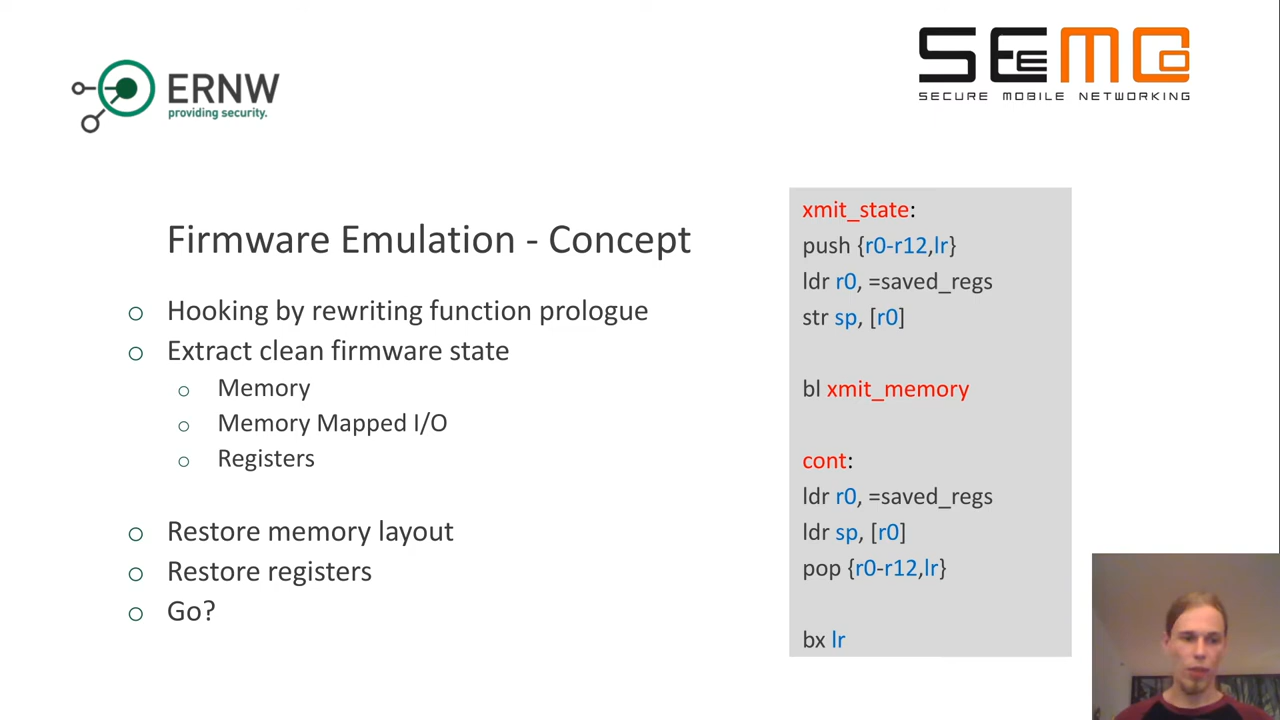 ERNW
providing security.
SEEMOO
SECURE MOBILE NETWORKING
Firmware Emulation - Concept
Hooking by rewriting function prologue
Extract clean firmware state
Memory
Memory Mapped I/O
Registers
Restore memory layout
Restore registers
Go?
xmit_state:
push {r0-r12,lr}
ldr r0, =saved_regs
str sp, [r0]
bl xmit_memory
cont:
ldr r0, =saved_regs
ldr sp, [r0]
pop {r0-r12,lr}
bx lr